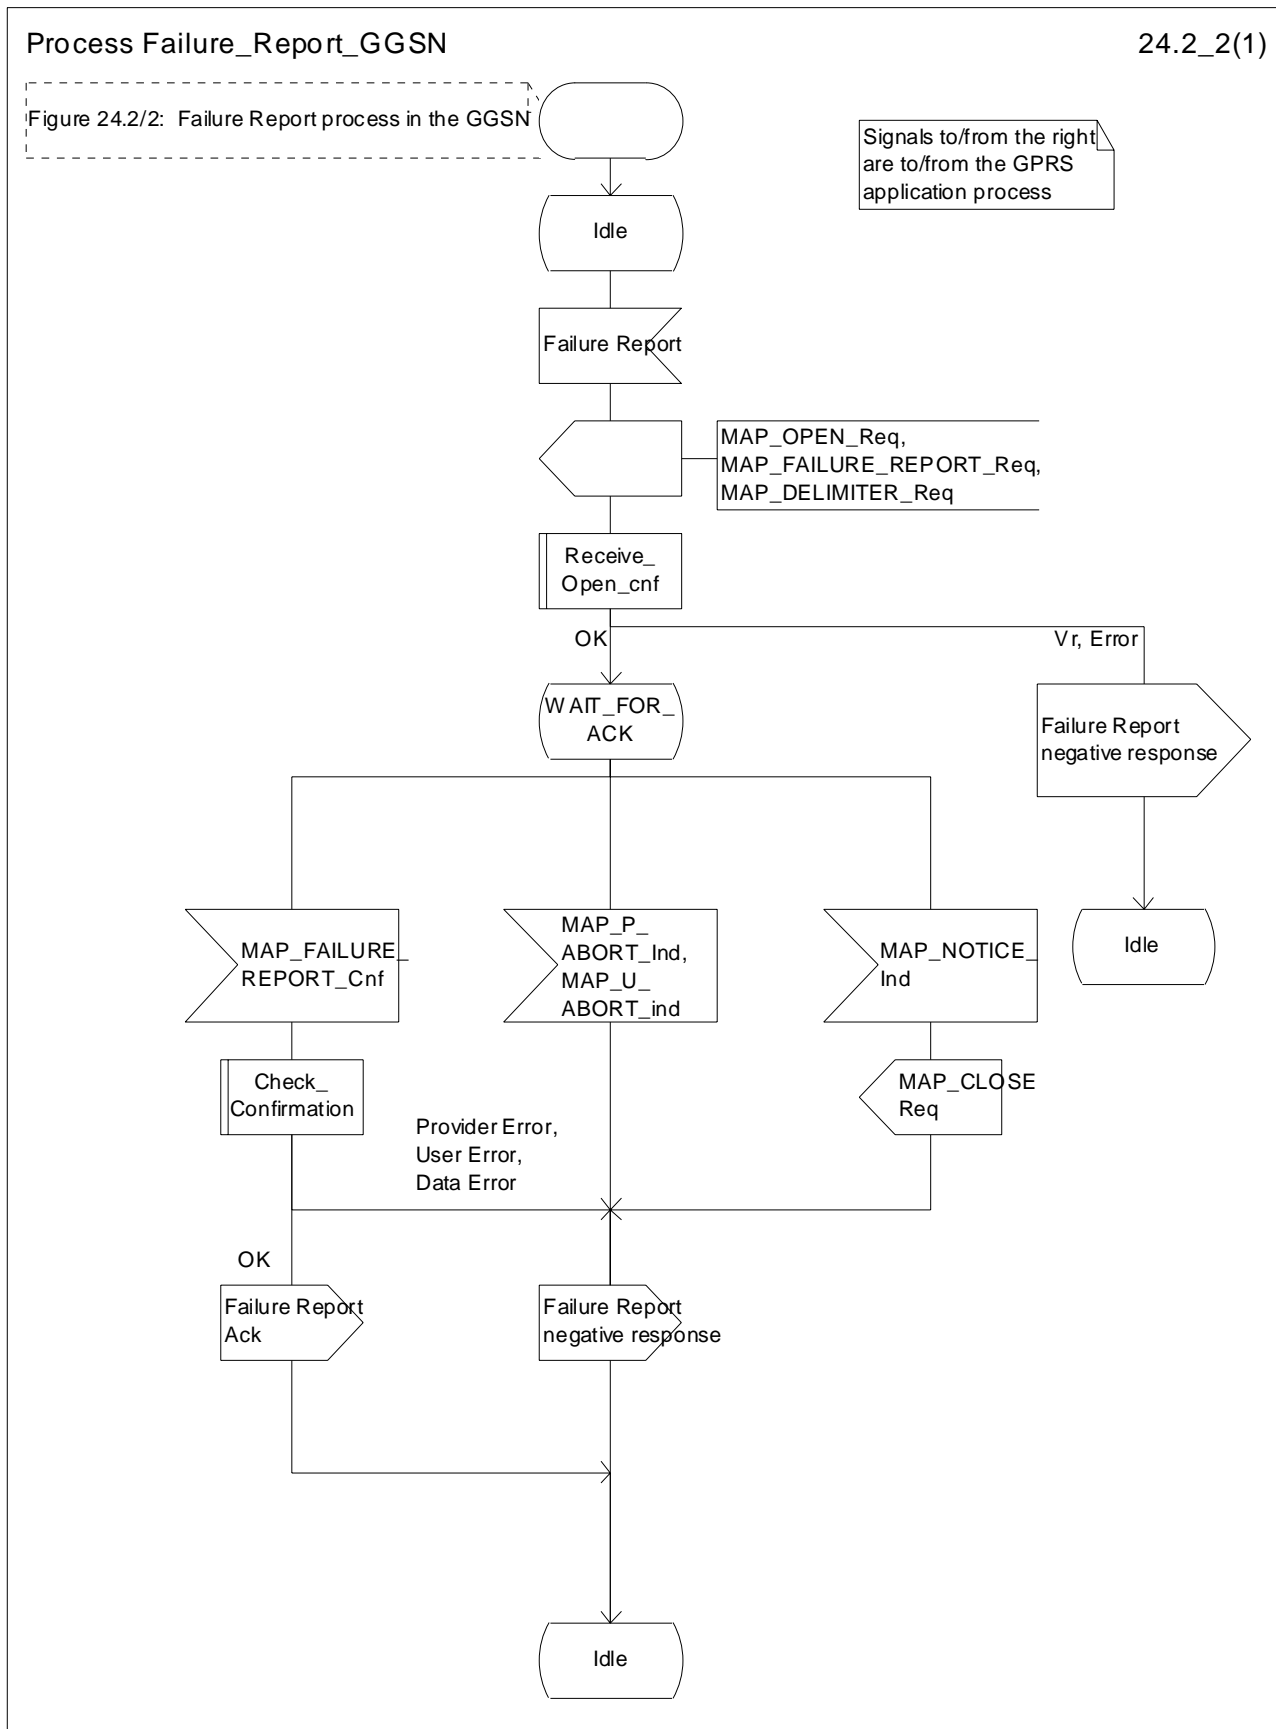 Process Failure_Report_GGSN
24.2_2(1)
Figure 24.2/2: Failure Report process in the GGSN
Signals to/from the right
are to/from the GPRS
application process
Idle
Failure Report
MAP_OPEN_Req,
MAP_FAILURE_REPORT_Req,
MAP_DELIMITER_Req
Receive_
Open_cnf
OK
Vr, Error
WAIT_FOR_
ACK
Failure Report
negative response
MAP_FAILURE_
REPORT_Cnf
MAP_P_
ABORT_Ind,
MAP_U_
ABORT_ind
MAP_NOTICE_
Ind
Idle
Check_
Confirmation
MAP_CLOSE
Req
Provider Error,
User Error,
Data Error
OK
Failure Report
Ack
Failure Report
negative response
Idle